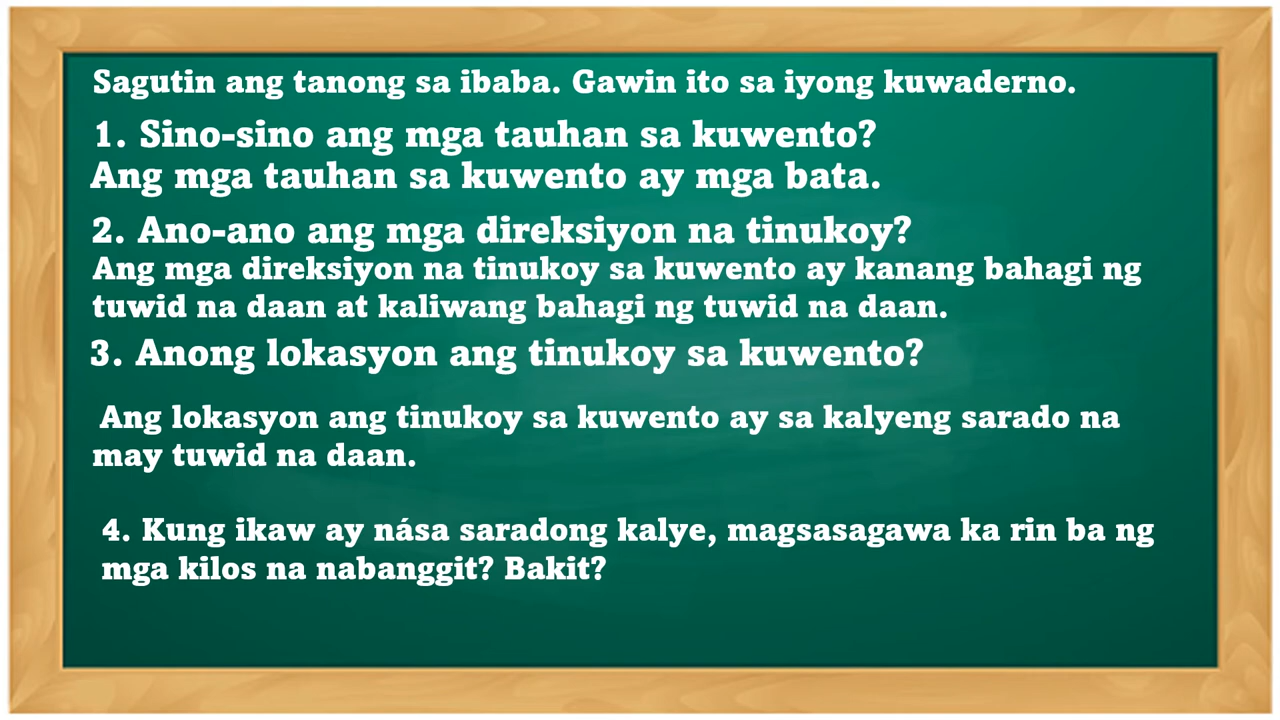 Sagutin ang tanong sa ibaba. Gawin ito sa iyong kuwaderno.
1. Sino-sino ang mga tauhan sa kuwento?
Ang mga tauhan sa kuwento ay mga bata.
2. Ano-ano ang mga direksiyon na tinukoy?
Ang mga direksiyon na tinukoy sa kuwento ay kanang bahagi ng
tuwid na daan at kaliwang bahagi ng tuwid na daan.
3. Anong lokasyon ang tinukoy sa kuwento?
Ang lokasyon ang tinukoy sa kuwento ay sa kalyeng sarado na
may tuwid na daan.
4. Kung ikaw ay nása saradong kalye, magsasagawa ka rin ba ng
mga kilos na nabanggit? Bakit?